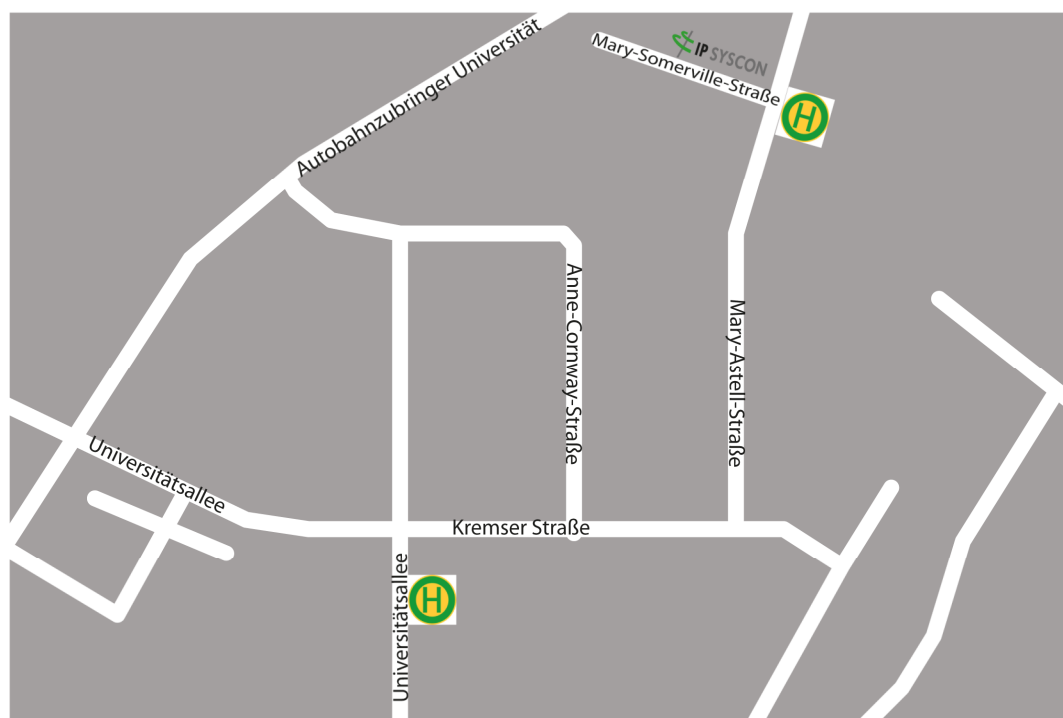 Autobahnzubringer Universität
IP SYSCON
Mary-Somerville-Straße
H
Anne-Cornway-Straße
Mary-Astell-Straße
Universitätsallee
Kremser Straße
Universitätsallee
H